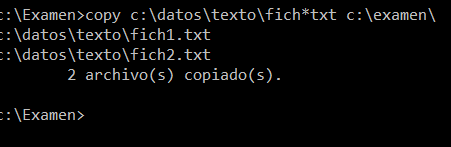 c:\Examen>copy c:\datos\texto\fich*txt c:\examen\
c:\datos\texto\fich1.txt
c:\datos\texto\fich2.txt
2 archivo(s) copiado(s).
c:\Examen>